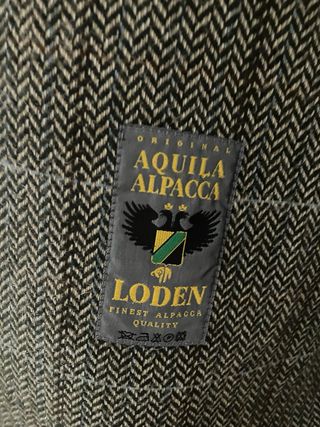 ORIGINAL
AQUILA
ALPACCA
LODEN
FINEST ALPACCA
QUALITY